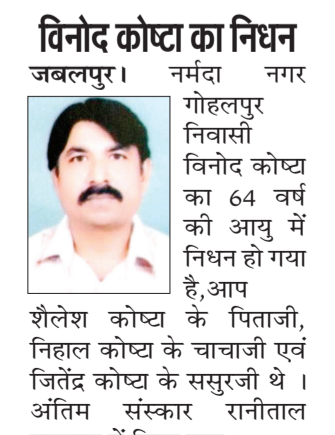 विनोद कोष्टा का निधन
जबलपुर। नर्मदा नगर
गोहलपुर
निवासी
विनोद कोष्टा
का 64 वर्ष
की आयु में
निधन हो गया
है,आप
शैलेश कोष्टा के पिताजी,
निहाल कोष्टा के चाचाजी एवं
जितेंद्र कोष्टा के ससुरजी थे ।
अंतिम संस्कार रानीताल